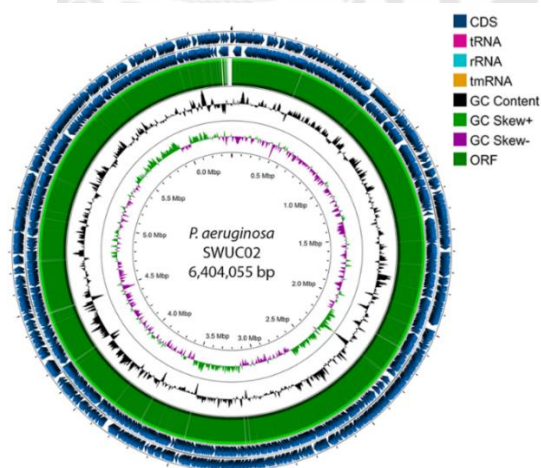 CDS
tRNA
rRNA
tmRNA
GC Content
GC Skew+
GC Skew-
ORF
P. aeruginosa
SWUC02
6,404,055 bp
0.5 Mbp
1.0 Mbp
1.5 Mbp
2.0 Mbp
2.5 Mbp
3.0 Mbp
3.5 Mbp
4.0 Mbp
4.5 Mbp
5.0 Mbp
5.5 Mbp
6.0 Mbp